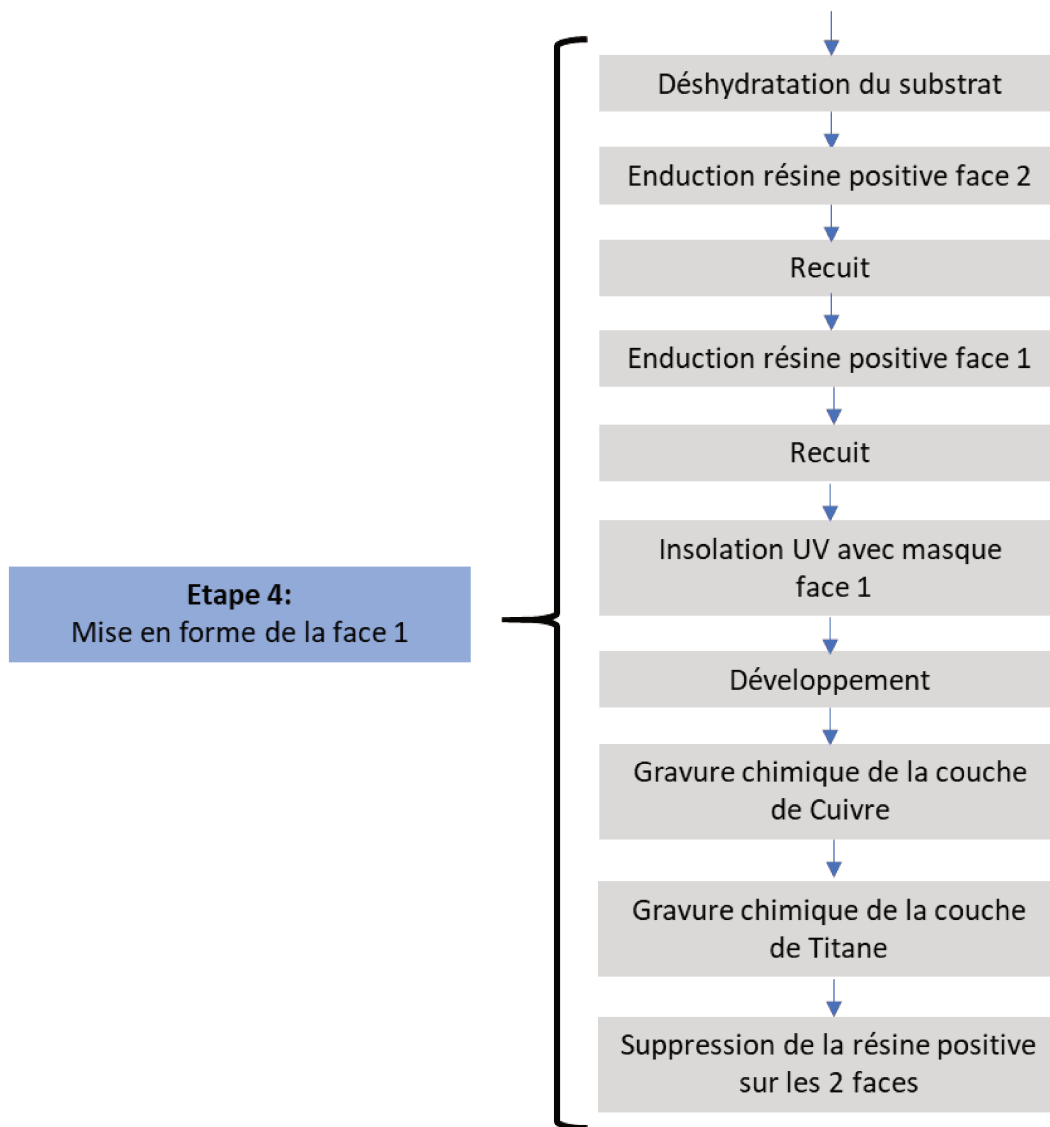 Déshydratation du substrat
Enduction résine positive face 2
Recuit
Enduction résine positive face 1
Recuit
Insolation UV avec masque
face 1
Etape 4:
Mise en forme de la face 1
Développement
Gravure chimique de la couche
de Cuivre
Gravure chimique de la couche
de Titane
Suppression de la résine positive
sur les 2 faces